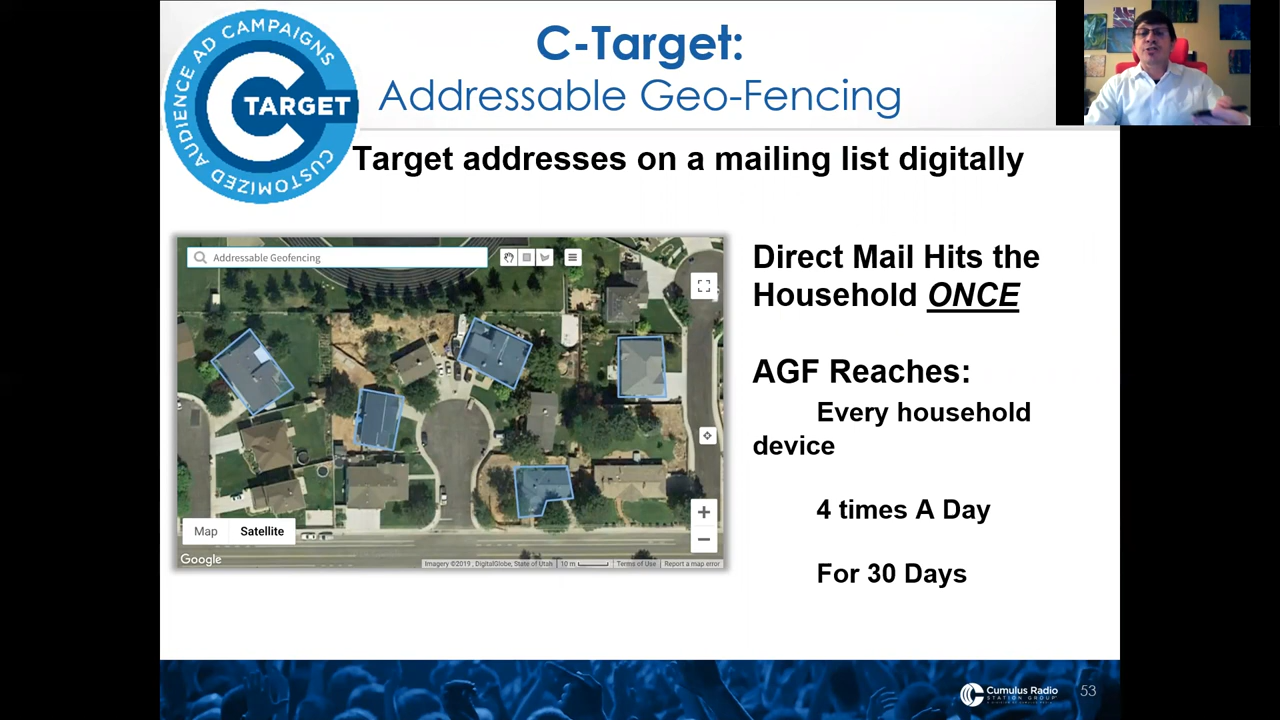 C-Target:
Addressable Geo-Fencing
CUSTOMIZED AUDIENCE AD CAMPAIGNS
TARGET
Target addresses on a mailing list digitally
Addressable Geofencing
Direct Mail Hits the
Household ONCE
AGF Reaches:
Every household
device
4 times A Day
For 30 Days
+
−
Map
Satellite
Google
Imagery ©2019 , DigitalGlobe, State of Utah
10 m
Terms of Use
Report a map error
Cumulus Radio
STATION GROUP
53